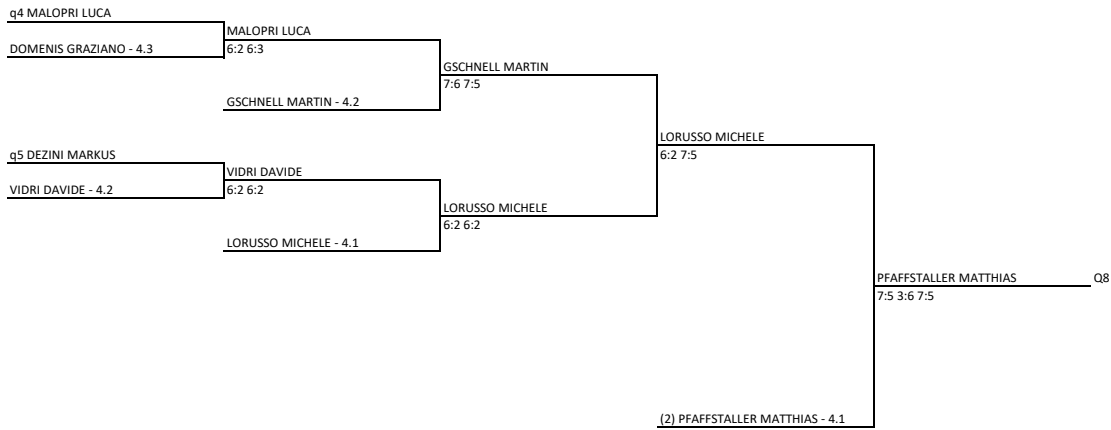 q4 MALOPRI LUCA
MALOPRI LUCA
DOMENIS GRAZIANO - 4.3
6:2 6:3
GSCHNELL MARTIN
7:6 7:5
GSCHNELL MARTIN - 4.2
LORUSSO MICHELE
6:2 7:5
q5 DEZINI MARKUS
VIDRI DAVIDE
VIDRI DAVIDE - 4.2
6:2 6:2
LORUSSO MICHELE
6:2 6:2
LORUSSO MICHELE - 4.1
PFAFFSTALLER MATTHIAS
Q8
7:5 3:6 7:5
(2) PFAFFSTALLER MATTHIAS - 4.1